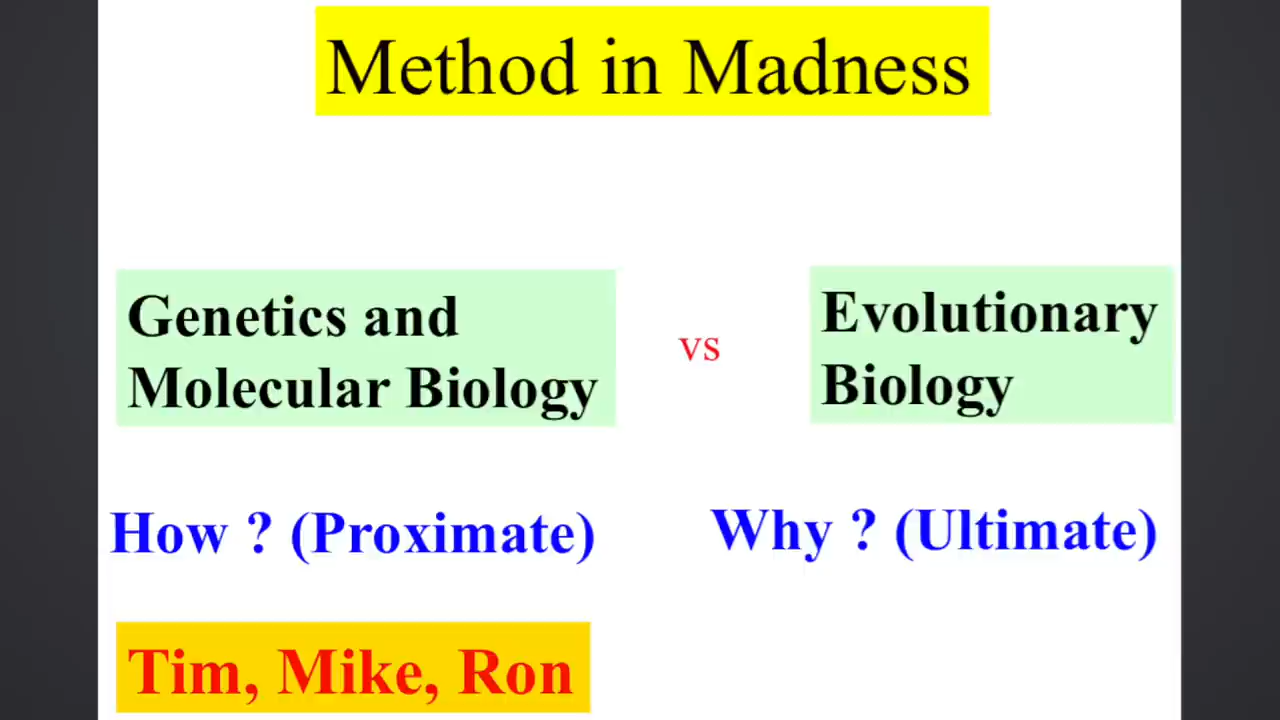 Method in Madness
Genetics and
Molecular Biology
vs
Evolutionary
Biology
How ? (Proximate)
Why ? (Ultimate)
Tim, Mike, Ron